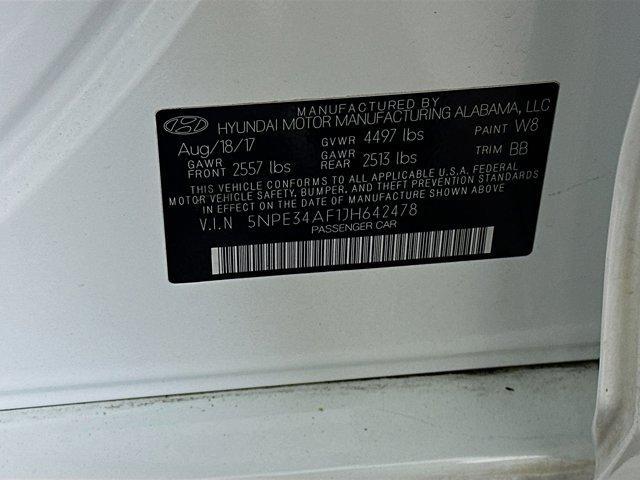 MANUFACTURED BY
HYUNDAI MOTOR MANUFACTURING ALABAMA, LLC
Aug/18/17 GVWR 4497 lbs PAINT W8
GAWR FRONT 2557 lbs GAWR REAR 2513 lbs TRIM BB
THIS VEHICLE CONFORMS TO ALL APPLICABLE U.S.A. FEDERAL
MOTOR VEHICLE SAFETY, BUMPER, AND THEFT PREVENTION STANDARDS
IN EFFECT ON THE DATE OF MANUFACTURE SHOWN ABOVE
V.I.N 5NPE34AF1JH642478
PASSENGER CAR